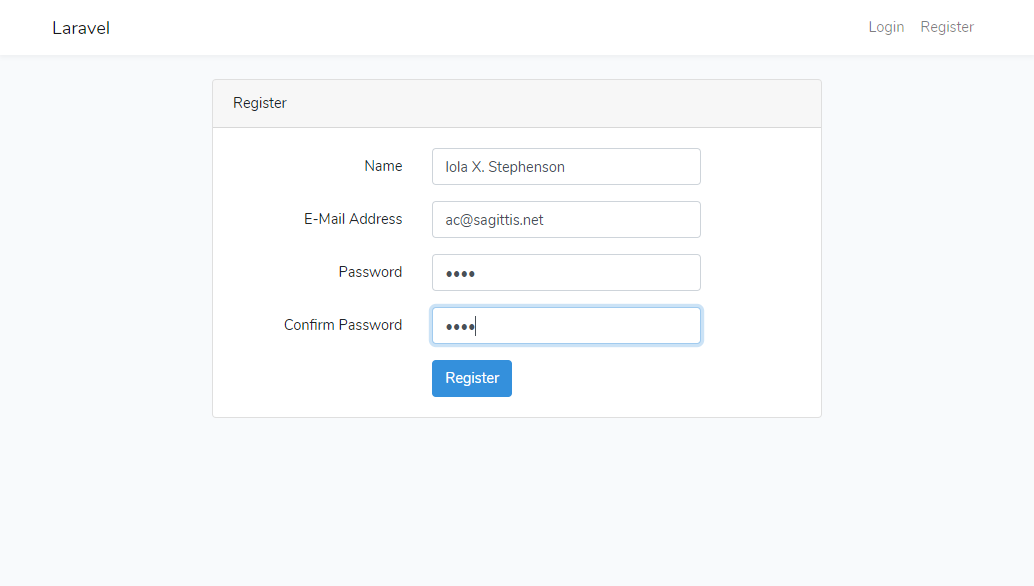 Laravel
Login Register
Register
Name Iola X. Stephenson
E-Mail Address ac@sagittis.net
Password ••••
Confirm Password ••••
Register